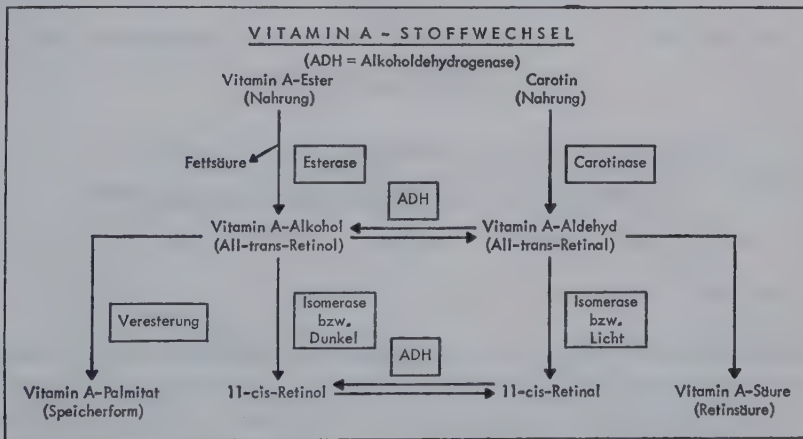 VITAMIN A - STOFFWECHSEL
(ADH = Alkoholdehydrogenase)
Vitamin A-Ester
(Nahrung)
Carotin
(Nahrung)
Fettsäure
Esterase
Carotinase
ADH
Vitamin A-Alkohol
(All-trans-Retinol)
Vitamin A-Aldehyd
(All-trans-Retinal)
Veresterung
Isomerase
bzw.
Dunkel
ADH
Isomerase
bzw.
Licht
Vitamin A-Palmitat
(Speicherform)
11-cis-Retinol
11-cis-Retinal
Vitamin A-Säure
(Retinsäure)